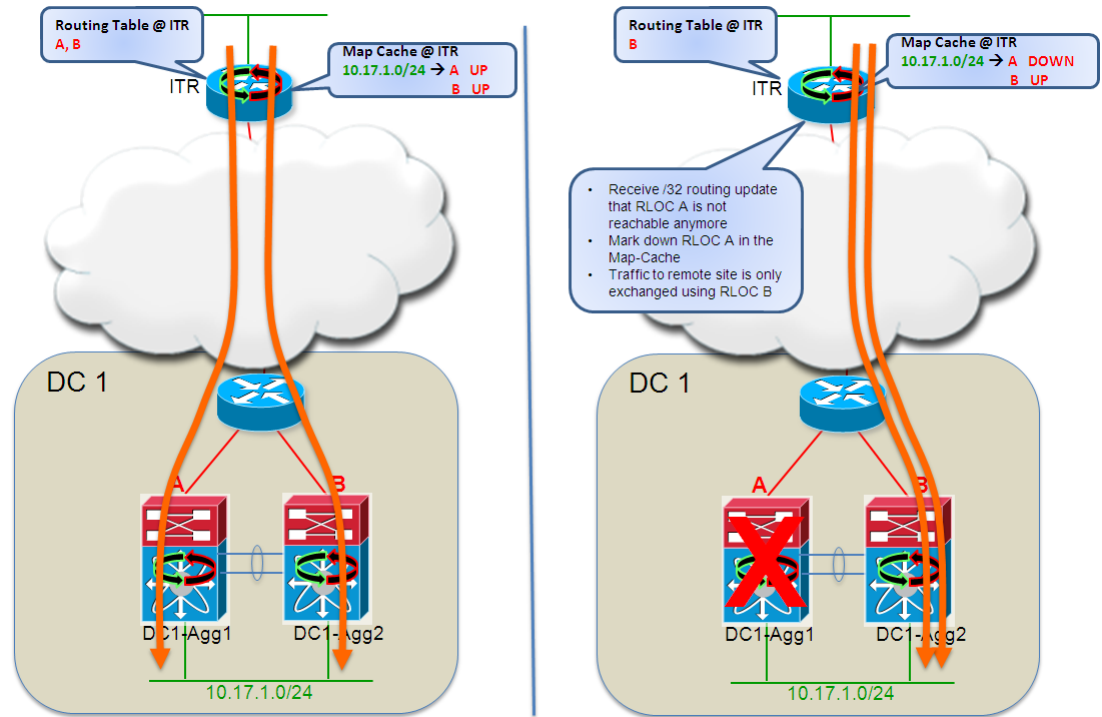 Routing Table @ ITR
A, B
Map Cache @ ITR
10.17.1.0/24 → A UP
B UP
ITR
DC 1
A
B
DC1-Agg1
DC1-Agg2
10.17.1.0/24
Routing Table @ ITR
B
Map Cache @ ITR
10.17.1.0/24 → A DOWN
B UP
ITR
• Receive /32 routing update
that RLOC A is not
reachable anymore
• Mark down RLOC A in the
Map-Cache
• Traffic to remote site is only
exchanged using RLOC B
DC 1
A
B
DC1-Agg1
DC1-Agg2
10.17.1.0/24